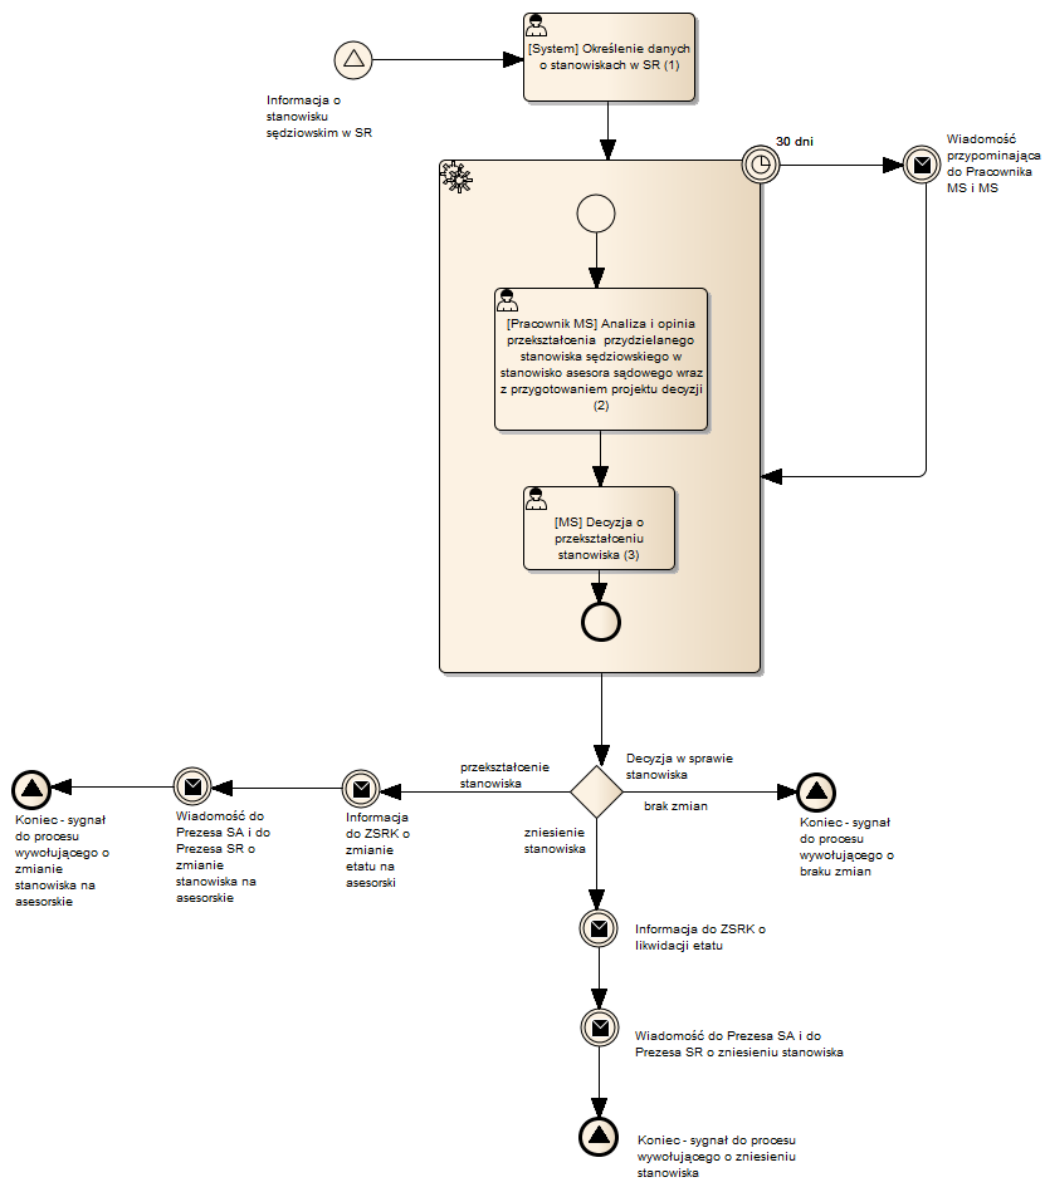 [System] Określenie danych
o stanowiskach w SR (1)
Informacja o
stanowisku
sędziowskim w SR
30 dni
Wiadomość
przypominająca
do Pracownika
MS i MS
[Pracownik MS] Analiza i opinia
przekształcenia przydzielanego
stanowiska sędziowskiego w
stanowisko asesora sądowego wraz
z przygotowaniem projektu decyzji
(2)
[MS] Decyzja o
przekształceniu
stanowiska (3)
przekształcenie
stanowiska
Decyzja w sprawie
stanowiska
brak zmian
zniesienie
stanowiska
Koniec - sygnał
do procesu
wywołującego o
zmianie
stanowiska na
asesorskie
Wiadomość do
Prezesa SA i do
Prezesa SR o
zmianie
stanowiska na
asesorskie
Informacja
do ZSRK o
zmianie
etatu na
asesorski
Koniec - sygnał
do procesu
wywołującego o
braku zmian
Informacja do ZSRK o
likwidacji etatu
Wiadomość do Prezesa SA i do
Prezesa SR o zniesieniu stanowiska
Koniec - sygnał do procesu
wywołującego o zniesieniu
stanowiska